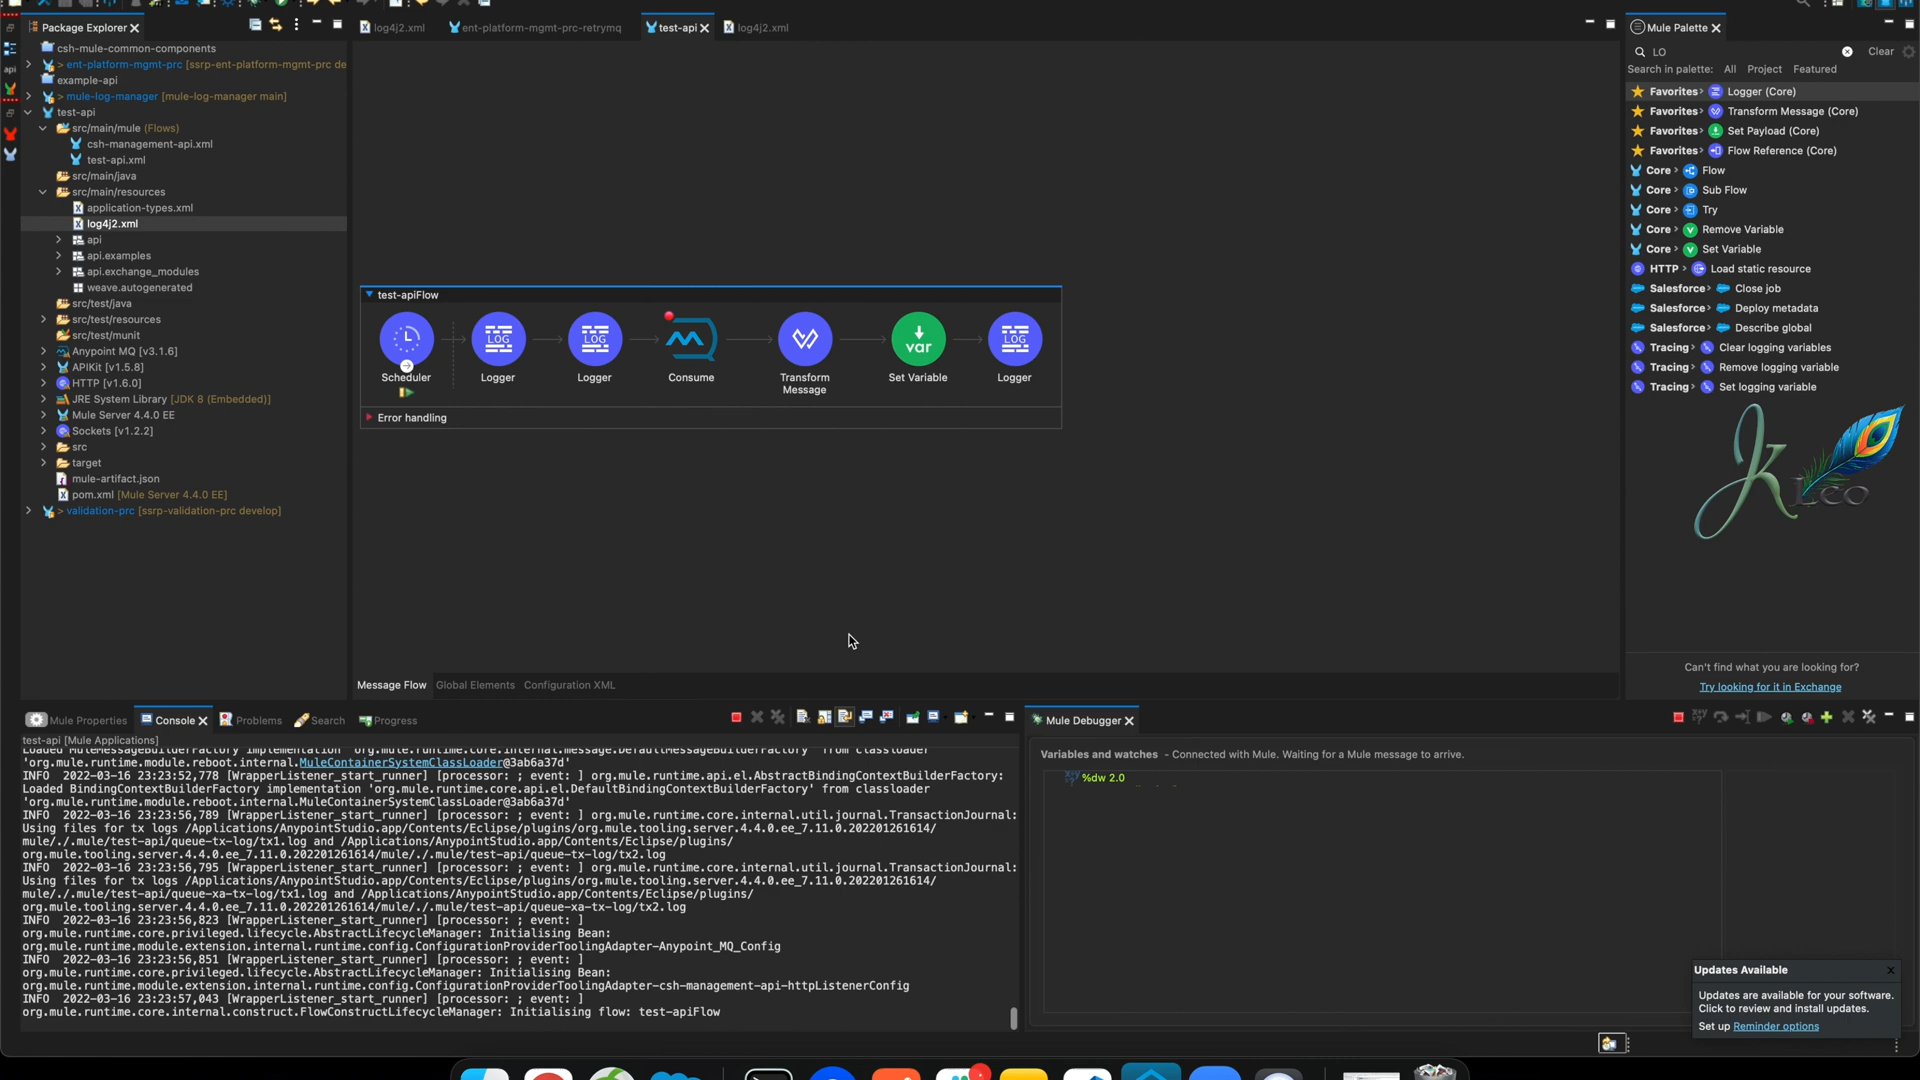 Package Explorer
log4j2.xml
ent-platform-mgmt-prc-retrymq
test-api
log4j2.xml
Mule Palette
csh-mule-common-components
> ent-platform-mgmt-prc [ssrp-ent-platform-mgmt-prc de
example-api
> mule-log-manager [mule-log-manager main]
test-api
src/main/mule (Flows)
csh-management-api.xml
test-api.xml
src/main/java
src/main/resources
application-types.xml
log4j2.xml
api
api.examples
api.exchange_modules
weave.autogenerated
src/test/java
src/test/resources
src/test/munit
Anypoint MQ [v3.1.6]
APIKit [v1.5.8]
HTTP [v1.6.0]
JRE System Library [JDK 8 (Embedded)]
Mule Server 4.4.0 EE
Sockets [v1.2.2]
src
target
mule-artifact.json
pom.xml [Mule Server 4.4.0 EE]
> validation-prc [ssrp-validation-prc develop]
api
test-apiFlow
LOG
LOG
var
LOG
Scheduler
Logger
Logger
Consume
Transform
Message
Set Variable
Logger
Error handling
Message Flow
Global Elements
Configuration XML
LO
Clear
Search in palette:
All
Project
Featured
Favorites> Logger (Core)
Favorites> Transform Message (Core)
Favorites> Set Payload (Core)
Favorites> Flow Reference (Core)
Core > Flow
Core > Sub Flow
Core > Try
Core > Remove Variable
Core > Set Variable
HTTP > Load static resource
Salesforce> Close job
Salesforce> Deploy metadata
Salesforce> Describe global
Tracing> Clear logging variables
Tracing> Remove logging variable
Tracing> Set logging variable
K Leo
Can't find what you are looking for?
Try looking for it in Exchange
Mule Properties
Console
Problems
Search
Progress
test-api [Mule Applications]
Loaded MuleMessageBuilderFactory implementation 'org.mule.runtime.core.internal.message.DefaultMessageBuilderFactory' from classloader
'org.mule.runtime.module.reboot.internal.MuleContainerSystemClassLoader@3ab6a37d'
INFO 2022-03-16 23:23:52,778 [WrapperListener_start_runner] [processor: ; event: ] org.mule.runtime.api.el.AbstractBindingContextBuilderFactory:
Loaded BindingContextBuilderFactory implementation 'org.mule.runtime.core.api.el.DefaultBindingContextBuilderFactory' from classloader
'org.mule.runtime.module.reboot.internal.MuleContainerSystemClassLoader@3ab6a37d'
INFO 2022-03-16 23:23:56,789 [WrapperListener_start_runner] [processor: ; event: ] org.mule.runtime.core.internal.util.journal.TransactionJournal:
Using files for tx logs /Applications/AnypointStudio.app/Contents/Eclipse/plugins/org.mule.tooling.server.4.4.0.ee_7.11.0.202201261614/
mule/./.mule/test-api/queue-tx-log/tx1.log and /Applications/AnypointStudio.app/Contents/Eclipse/plugins/
org.mule.tooling.server.4.4.0.ee_7.11.0.202201261614/mule/./.mule/test-api/queue-tx-log/tx2.log
INFO 2022-03-16 23:23:56,795 [WrapperListener_start_runner] [processor: ; event: ] org.mule.runtime.core.internal.util.journal.TransactionJournal:
Using files for tx logs /Applications/AnypointStudio.app/Contents/Eclipse/plugins/org.mule.tooling.server.4.4.0.ee_7.11.0.202201261614/
mule/./.mule/test-api/queue-xa-tx-log/tx1.log and /Applications/AnypointStudio.app/Contents/Eclipse/plugins/
org.mule.tooling.server.4.4.0.ee_7.11.0.202201261614/mule/./.mule/test-api/queue-xa-tx-log/tx2.log
INFO 2022-03-16 23:23:56,823 [WrapperListener_start_runner] [processor: ; event: ]
org.mule.runtime.core.privileged.lifecycle.AbstractLifecycleManager: Initialising Bean:
org.mule.runtime.module.extension.internal.runtime.config.ConfigurationProviderToolingAdapter-Anypoint_MQ_Config
INFO 2022-03-16 23:23:56,851 [WrapperListener_start_runner] [processor: ; event: ]
org.mule.runtime.core.privileged.lifecycle.AbstractLifecycleManager: Initialising Bean:
org.mule.runtime.module.extension.internal.runtime.config.ConfigurationProviderToolingAdapter-csh-management-api-httpListenerConfig
INFO 2022-03-16 23:23:57,043 [WrapperListener_start_runner] [processor: ; event: ]
org.mule.runtime.core.internal.construct.FlowConstructLifecycleManager: Initialising flow: test-apiFlow
Mule Debugger
Variables and watches - Connected with Mule. Waiting for a Mule message to arrive.
%dw 2.0
Updates Available
Updates are available for your software.
Click to review and install updates.
Set up Reminder options